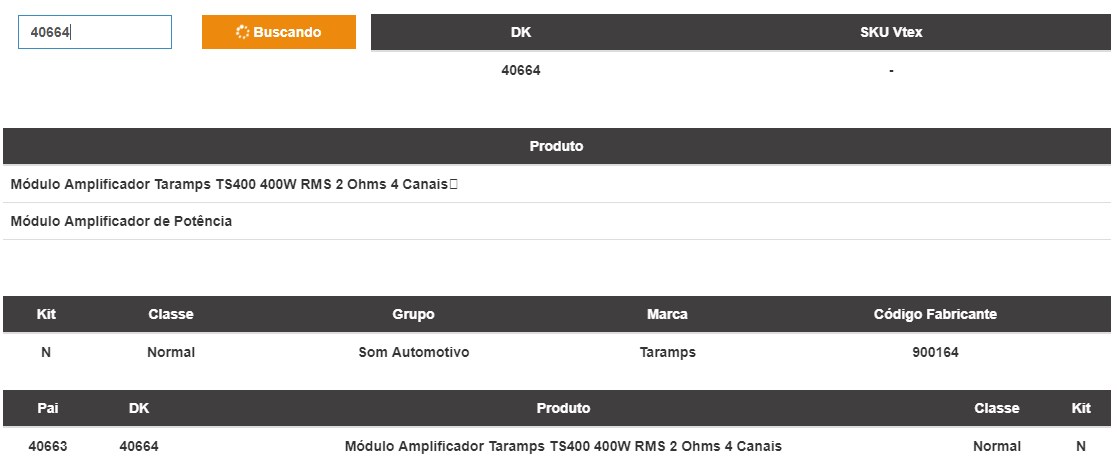 40664 Buscando DK SKU Vtex
40664 -
Produto
Módulo Amplificador Taramps TS400 400W RMS 2 Ohms 4 Canais
Módulo Amplificador de Potência
Kit Classe Grupo Marca Código Fabricante
N Normal Som Automotivo Taramps 900164
Pai DK Produto Classe Kit
40663 40664 Módulo Amplificador Taramps TS400 400W RMS 2 Ohms 4 Canais Normal N